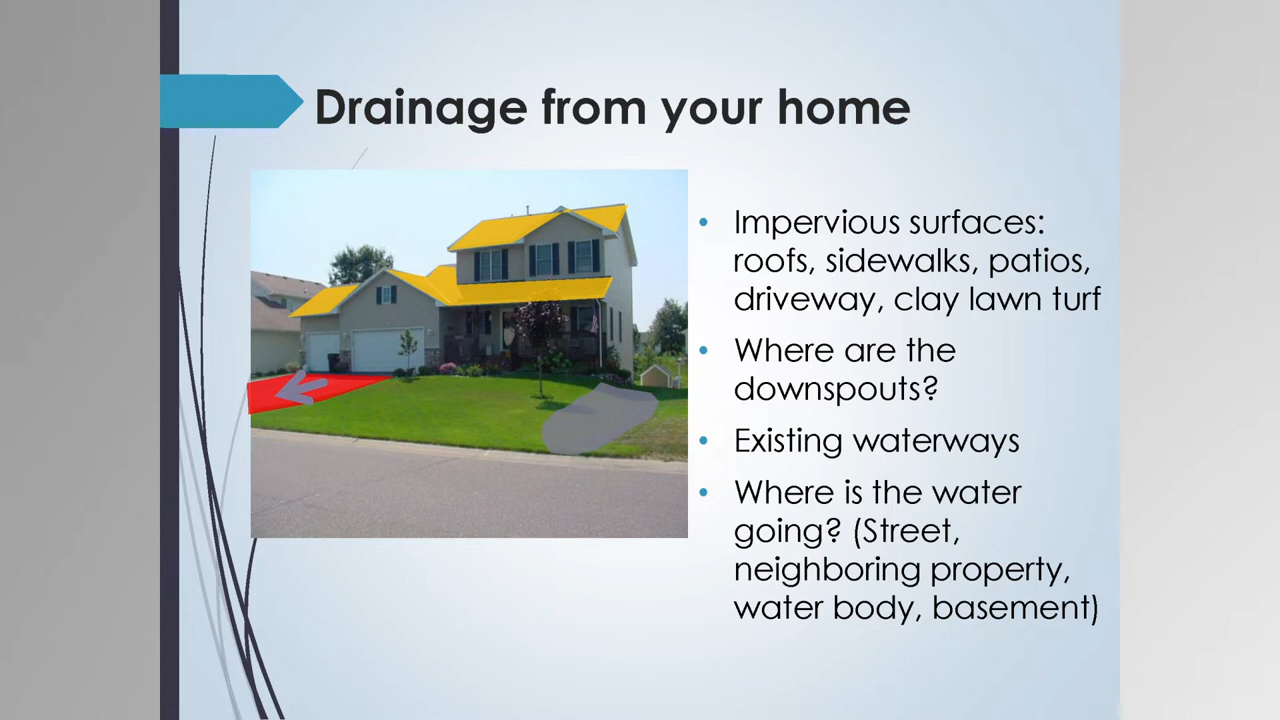 Drainage from your home
• Impervious surfaces:
roofs, sidewalks, patios,
driveway, clay lawn turf
• Where are the
downspouts?
• Existing waterways
• Where is the water
going? (Street,
neighboring property,
water body, basement)